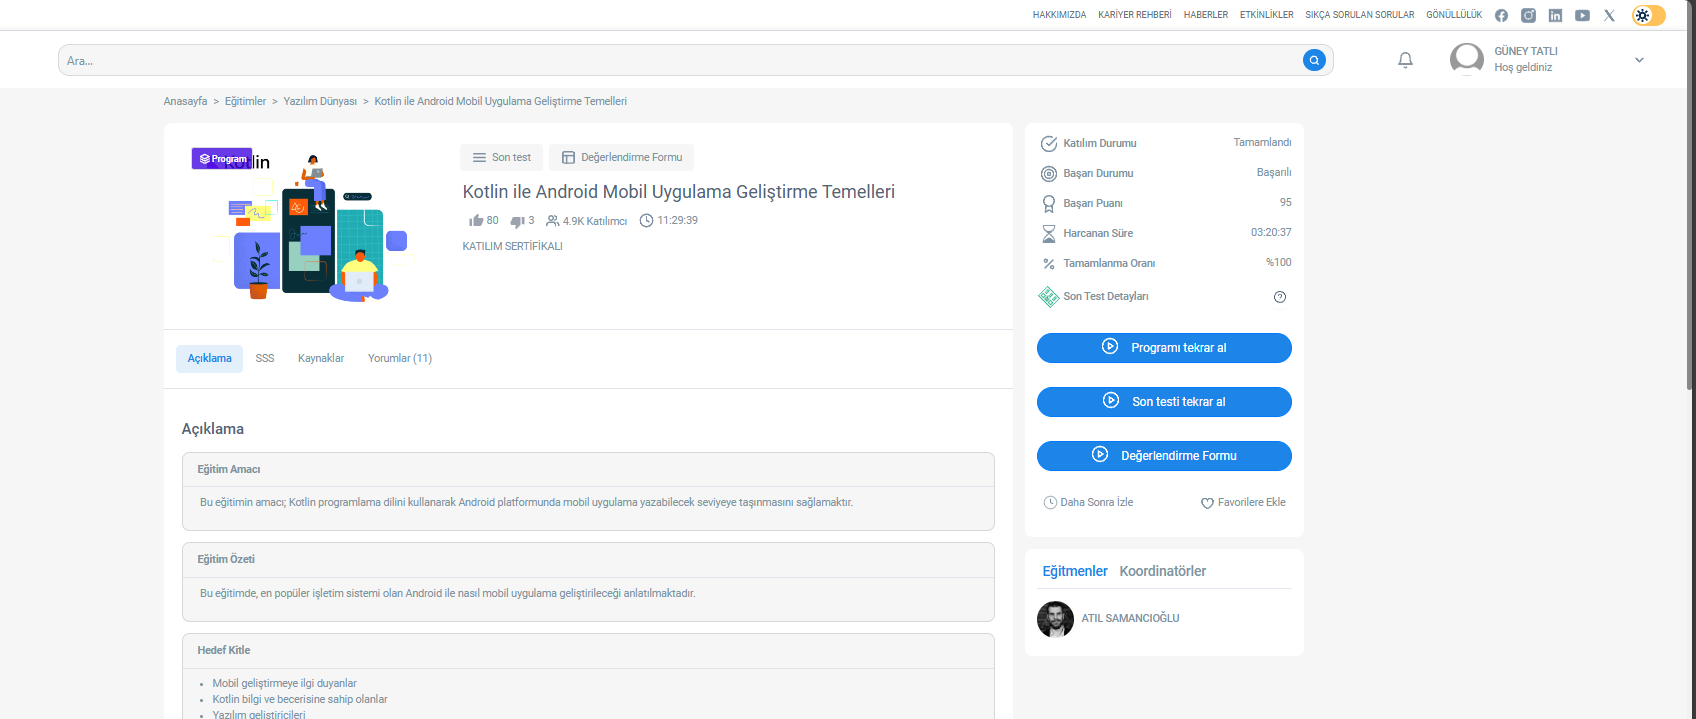 HAKKIMIZDA KARİYER REHBERİ HABERLER ETKİNLİKLER SIKÇA SORULAN SORULAR GÖNÜLLÜLÜK
Ara...
GÜNEY TATLI
Hoş geldiniz
Anasayfa > Eğitimler > Yazılım Dünyası > Kotlin ile Android Mobil Uygulama Geliştirme Temelleri
Program
Kotlin
Son test
Değerlendirme Formu
Kotlin ile Android Mobil Uygulama Geliştirme Temelleri
80 3 4.9K Katılımcı 11:29:39
KATILIM SERTİFİKALI
Açıklama SSS Kaynaklar Yorumlar (11)
Açıklama
Eğitim Amacı
Bu eğitimin amacı; Kotlin programlama dilini kullanarak Android platformunda mobil uygulama yazabilecek seviyeye taşınmasını sağlamaktır.
Eğitim Özeti
Bu eğitimde, en popüler işletim sistemi olan Android ile nasıl mobil uygulama geliştirileceği anlatılmaktadır.
Hedef Kitle
• Mobil geliştirmeye ilgi duyanlar
• Kotlin bilgi ve becerisine sahip olanlar
• Yazılım geliştiricileri
Katılım Durumu Tamamlandı
Başarı Durumu Başarılı
Başarı Puanı 95
Harcanan Süre 03:20:37
Tamamlanma Oranı %100
Son Test Detayları
Programı tekrar al
Son testi tekrar al
Değerlendirme Formu
Daha Sonra İzle Favorilere Ekle
Eğitmenler Koordinatörler
ATIL SAMANCIOĞLU